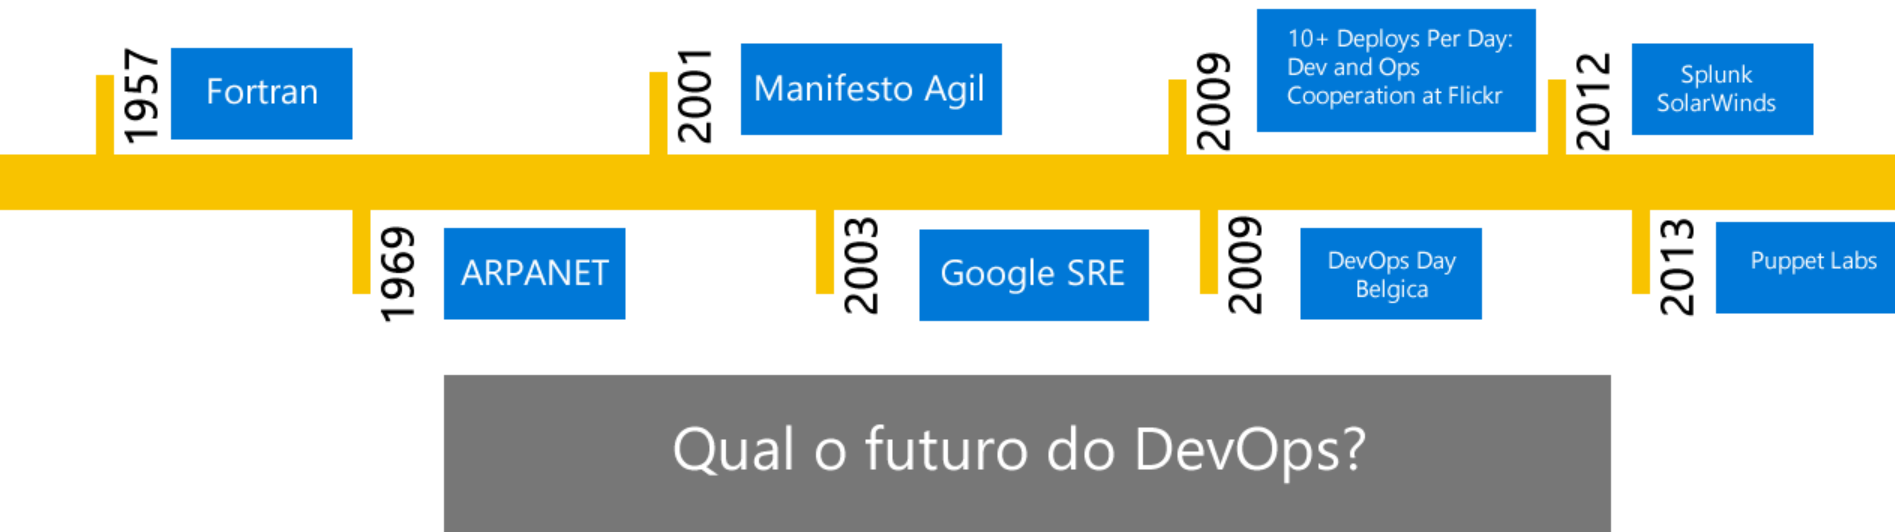 1957
Fortran
2001
Manifesto Agil
2009
10+ Deploys Per Day:
Dev and Ops
Cooperation at Flickr
2012
Splunk
SolarWinds
1969
ARPANET
2003
Google SRE
2009
DevOps Day
Belgica
2013
Puppet Labs
Qual o futuro do DevOps?